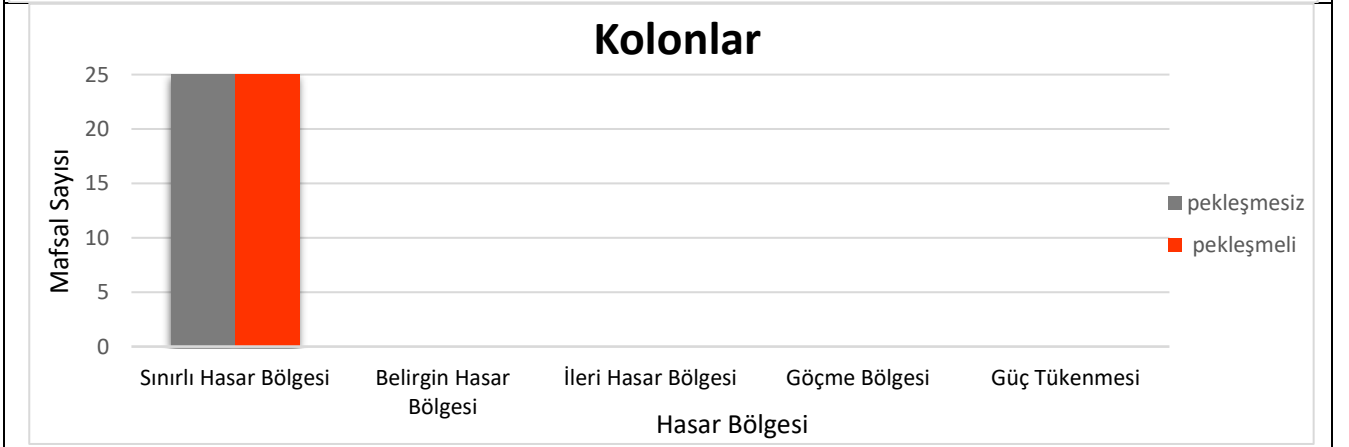 Kolonlar
25
20
15
10
5
0
Mafsal Sayısı
Sınırlı Hasar Bölgesi
Belirgin Hasar
Bölgesi
İleri Hasar Bölgesi
Göçme Bölgesi
Güç Tükenmesi
Hasar Bölgesi
pekleşmesiz
pekleşmeli